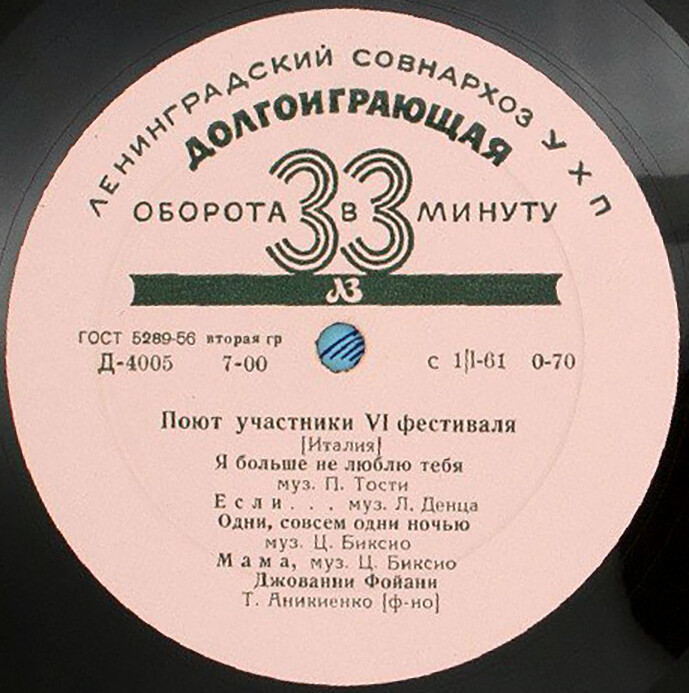 ЛЕНИНГРАДСКИЙ СОВНАРХОЗ УХП
ДОЛГОИГРАЮЩАЯ
ОБОРОТА 33 В МИНУТУ
ЛЗ
ГОСТ 5289-56 вторая гр
Д-4005 7-00 с 1/I-61 0-70
Поют участники VI фестиваля
[Италия]
Я больше не люблю тебя
муз. П. Тости
Если... муз. Л. Денца
Одни, совсем одни ночью
муз. Ц. Биксио
Мама, муз. Ц. Биксио
Джованни Фойани
Т. Аникиенко [ф-но]